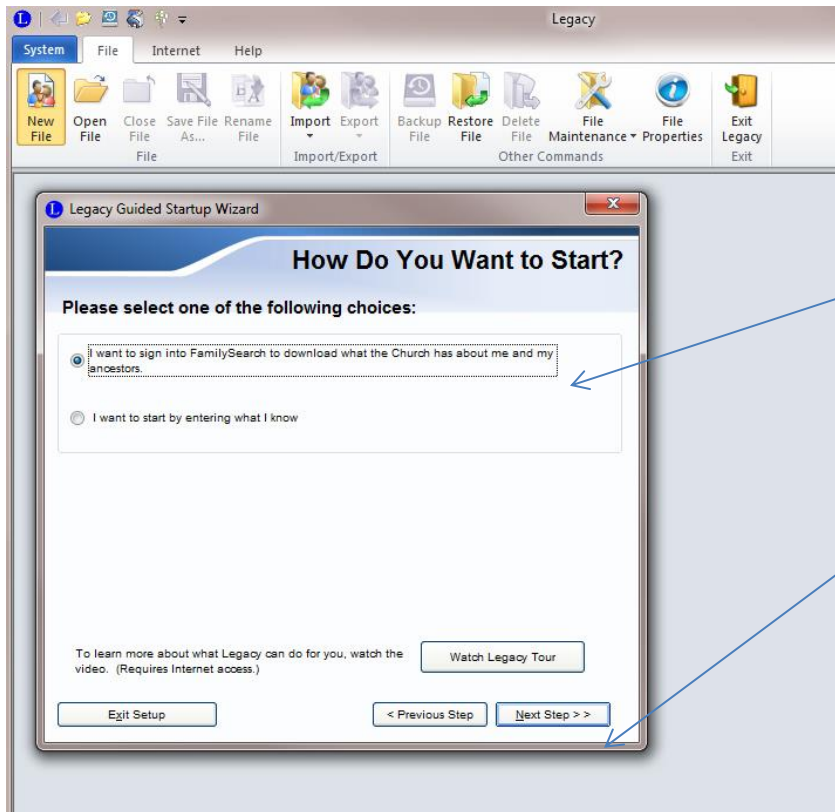 Legacy
System File Internet Help
New File
Open File
Close File
Save File As...
Rename File
Import
Export
Backup File
Restore File
Delete File
File Maintenance
File Properties
Exit Legacy
File
Import/Export
Other Commands
Exit
L Legacy Guided Startup Wizard
How Do You Want to Start?
Please select one of the following choices:
I want to sign into FamilySearch to download what the Church has about me and my
ancestors.
I want to start by entering what I know
To learn more about what Legacy can do for you, watch the
video. (Requires Internet access.)
Watch Legacy Tour
Exit Setup
< Previous Step
Next Step > >